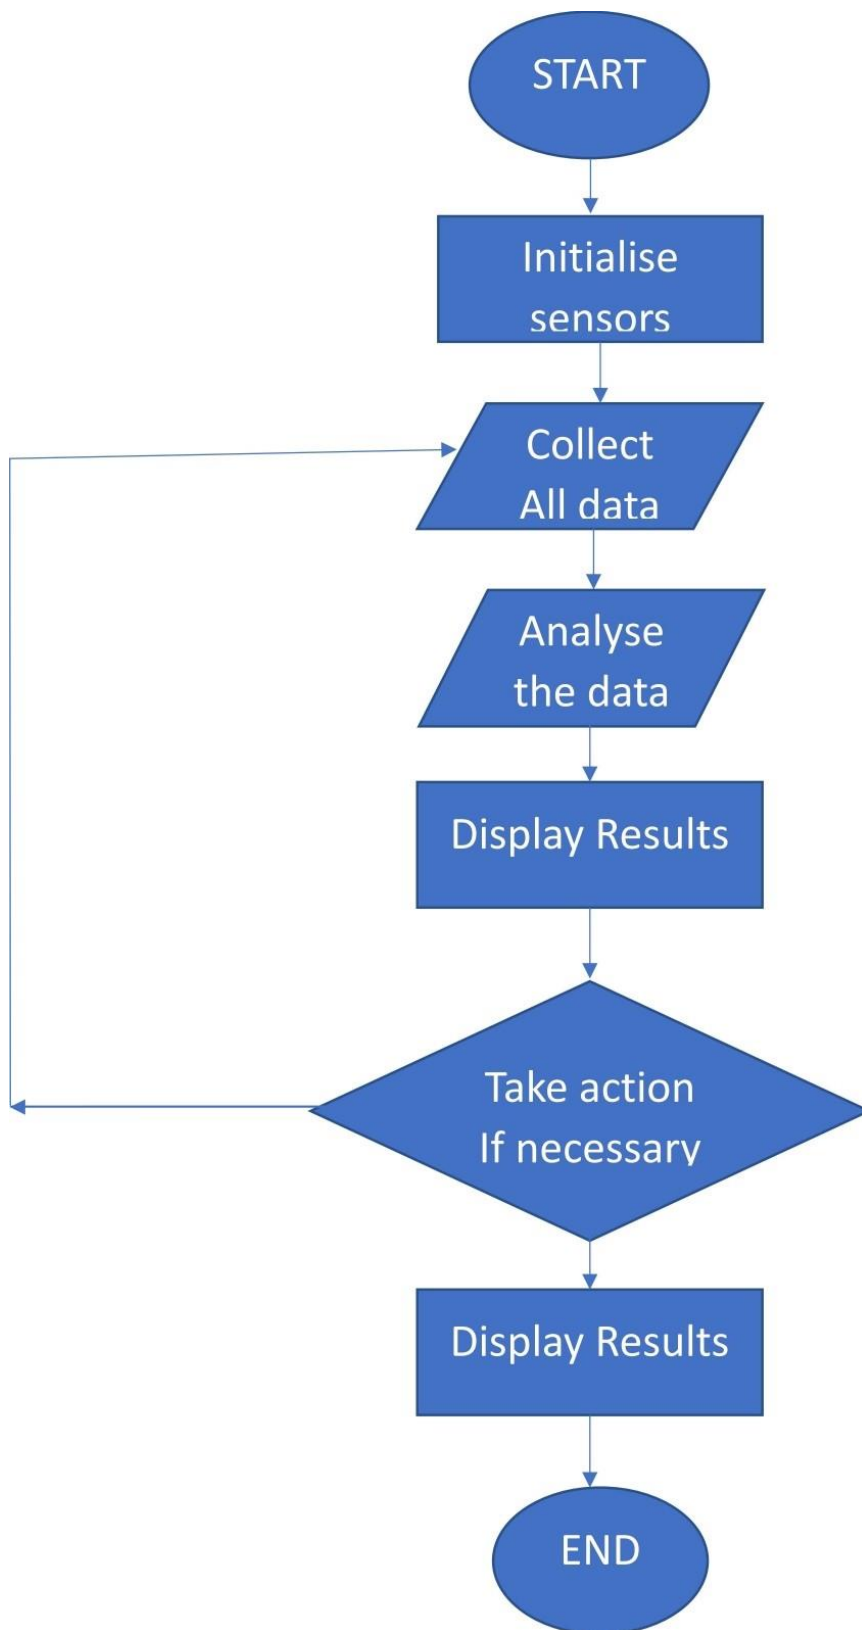 START
Initialise
sensors
Collect
All data
Analyse
the data
Display Results
Take action
If necessary
Display Results
END